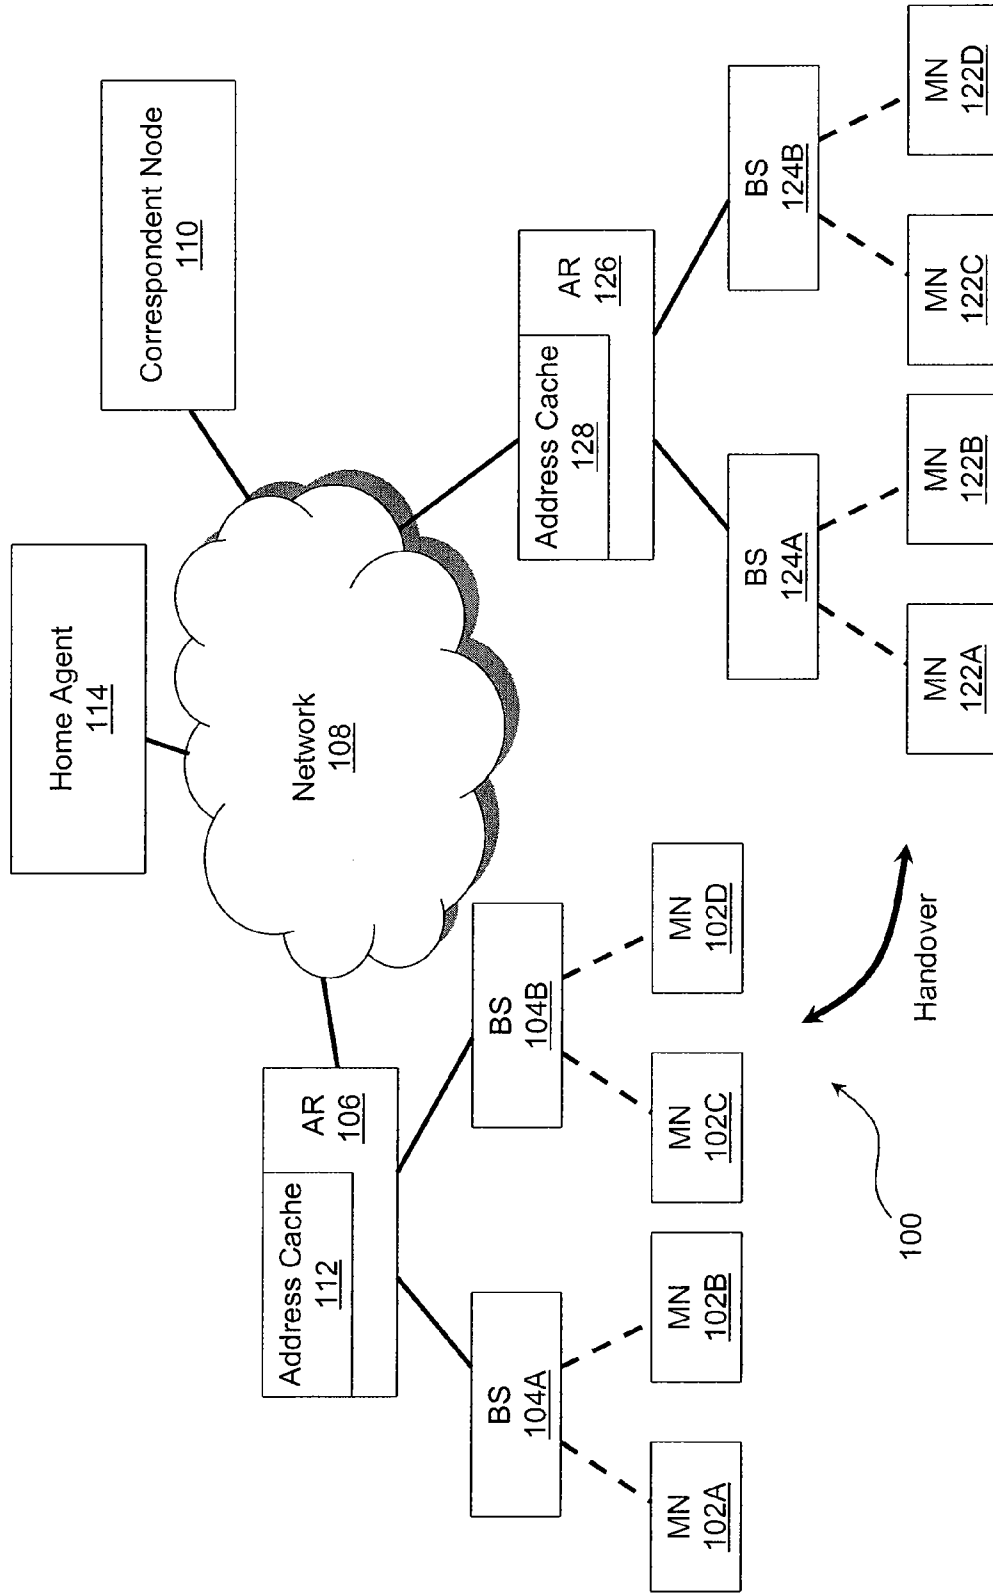 Home Agent
114
Correspondent Node
110
Network
108
Address Cache
112
AR
106
BS
104A
BS
104B
MN
102A
MN
102B
MN
102C
MN
102D
Address Cache
128
AR
126
BS
124A
BS
124B
MN
122A
MN
122B
MN
122C
MN
122D
Handover
100